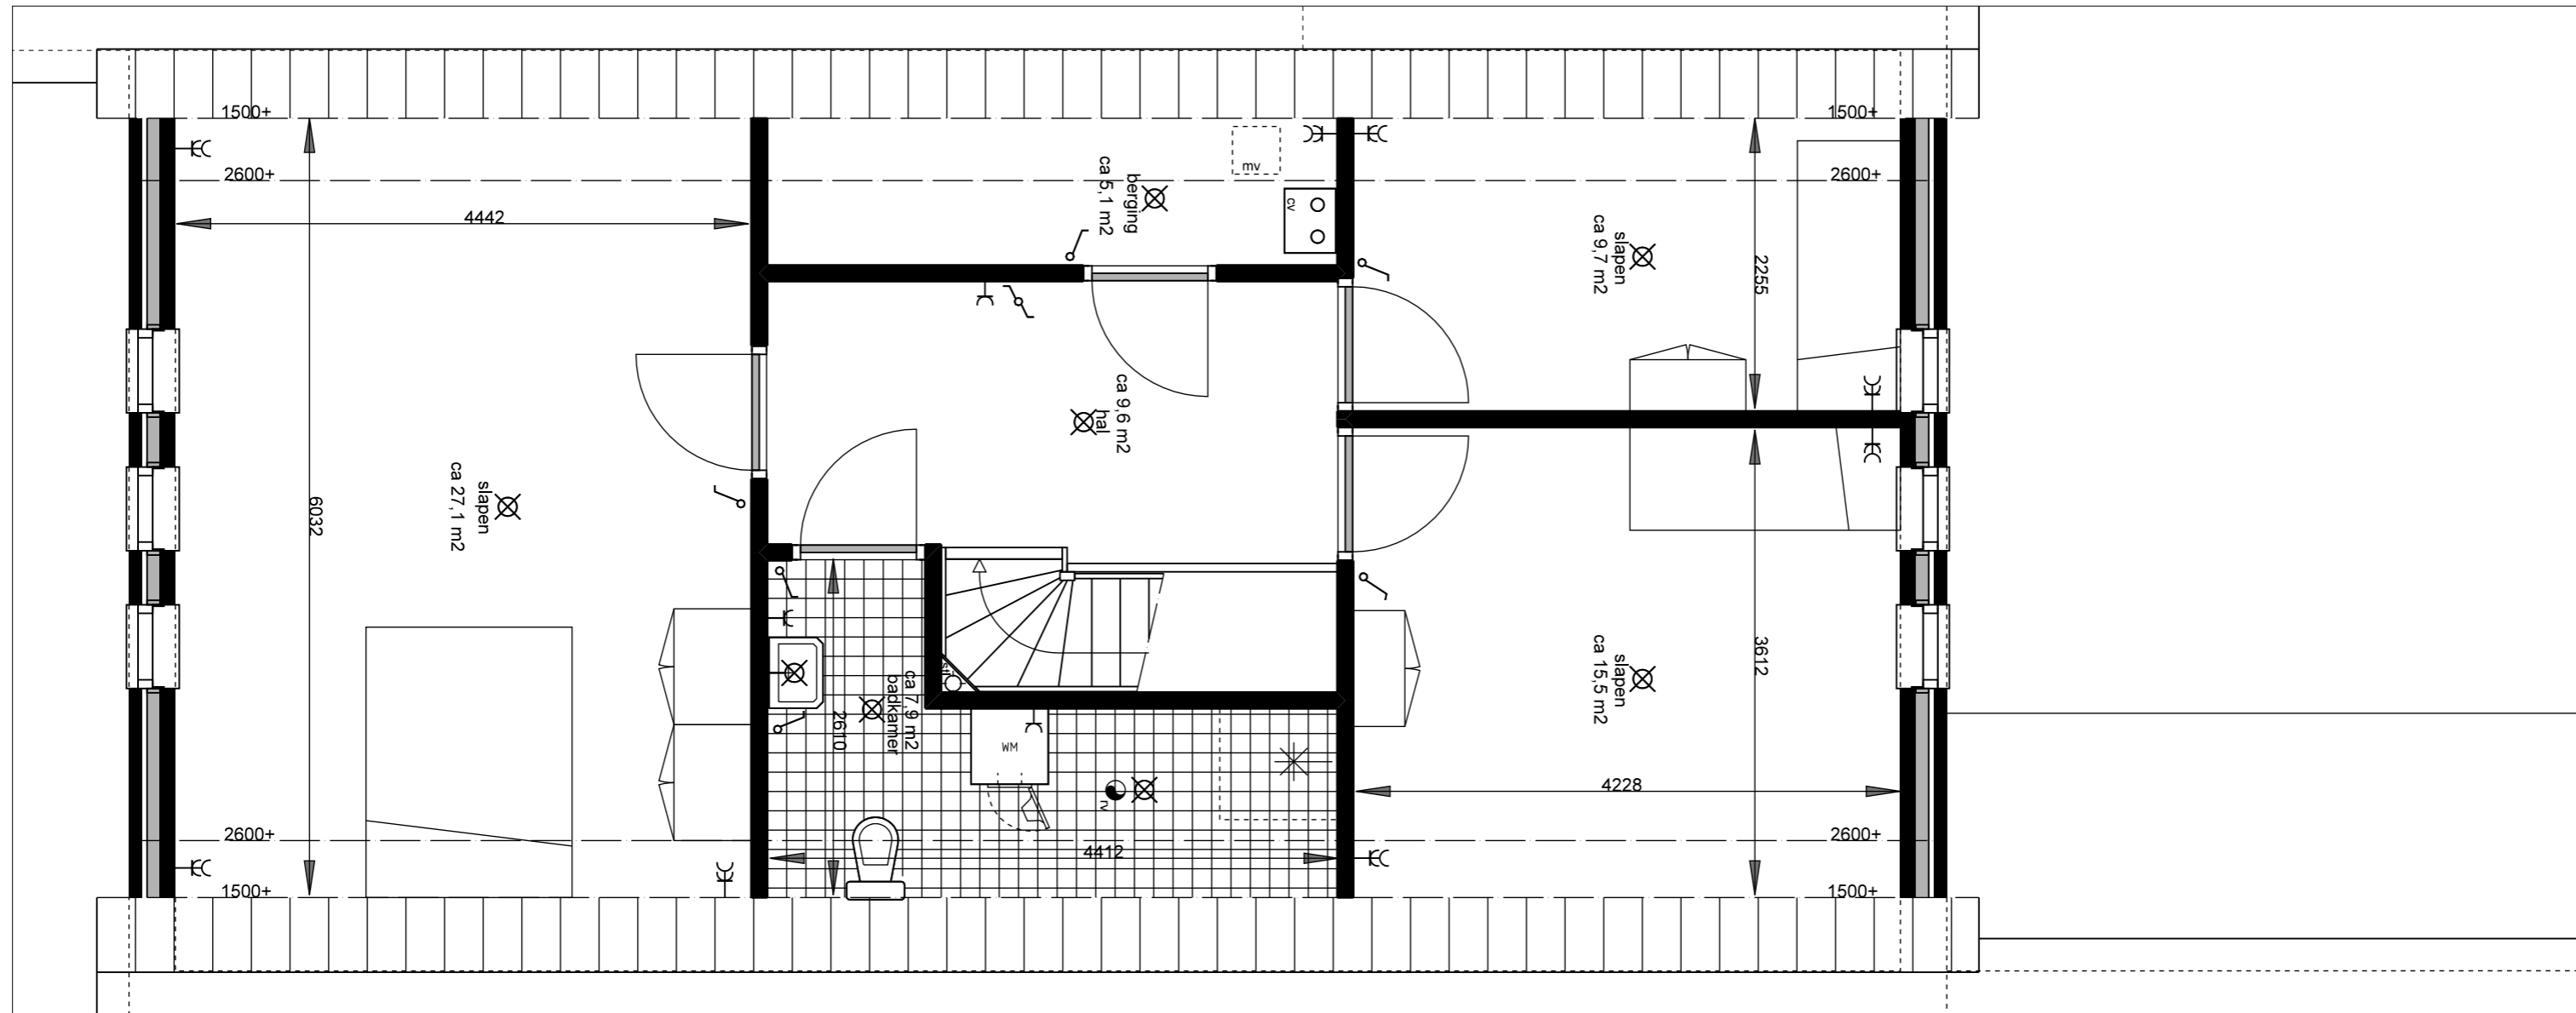 1500+
1500+
2600+
2600+
4442
berging
ca 5,1 m2
mv
cv
slapen
ca 9,7 m2
2255
hal
ca 9,6 m2
slapen
ca 27,1 m2
6032
badkamer
ca 7,9 m2
2610
WM
rv
4412
slapen
ca 15,5 m2
3612
4228
2600+
2600+
1500+
1500+